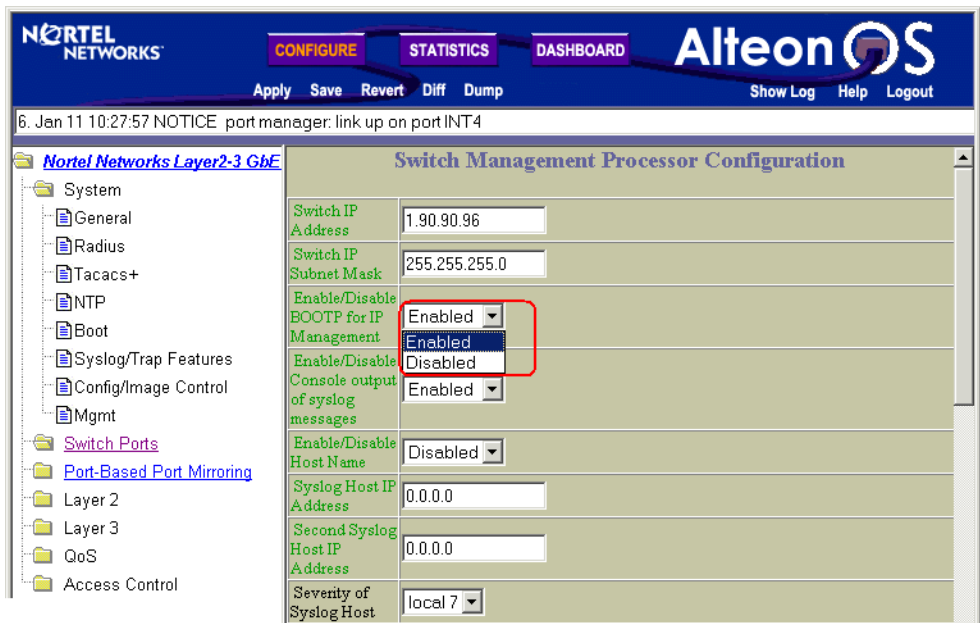 NORTEL
NETWORKS
CONFIGURE STATISTICS DASHBOARD
Alteon OS
Apply Save Revert Diff Dump
Show Log Help Logout
6. Jan 11 10:27:57 NOTICE port manager: link up on port INT4
Nortel Networks Layer2-3 GbE
System
General
Radius
Tacacs+
NTP
Boot
Syslog/Trap Features
Config/Image Control
Mgmt
Switch Ports
Port-Based Port Mirroring
Layer 2
Layer 3
QoS
Access Control
Switch Management Processor Configuration
Switch IP
Address
1.90.90.96
Switch IP
Subnet Mask
255.255.255.0
Enable/Disable
BOOTP for IP
Management
Enabled
Enabled
Disabled
Enable/Disable
Console output
of syslog
messages
Enabled
Enable/Disable
Host Name
Disabled
Syslog Host IP
Address
0.0.0.0
Second Syslog
Host IP
Address
0.0.0.0
Severity of
Syslog Host
local 7